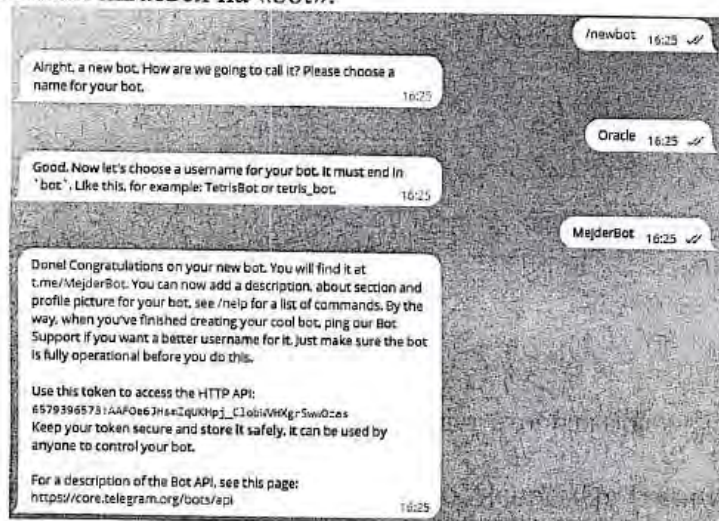 /newbot 16:25
Alright, a new bot. How are we going to call it? Please choose a
name for your bot.
16:25
Oracle 16:25
Good. Now let's choose a username for your bot. It must end in
`bot`. Like this, for example: TetrisBot or tetris_bot.
16:25
MejderBot 16:25
Done! Congratulations on your new bot. You will find it at
t.me/MejderBot. You can now add a description, about section and
profile picture for your bot, see /help for a list of commands. By the
way, when you've finished creating your cool bot, ping our Bot
Support if you want a better username for it. Just make sure the bot
is fully operational before you do this.
Use this token to access the HTTP API:
Keep your token secure and store it safely, it can be used by
anyone to control your bot.
For a description of the Bot API, see this page:
https://core.telegram.org/bots/api
16:25